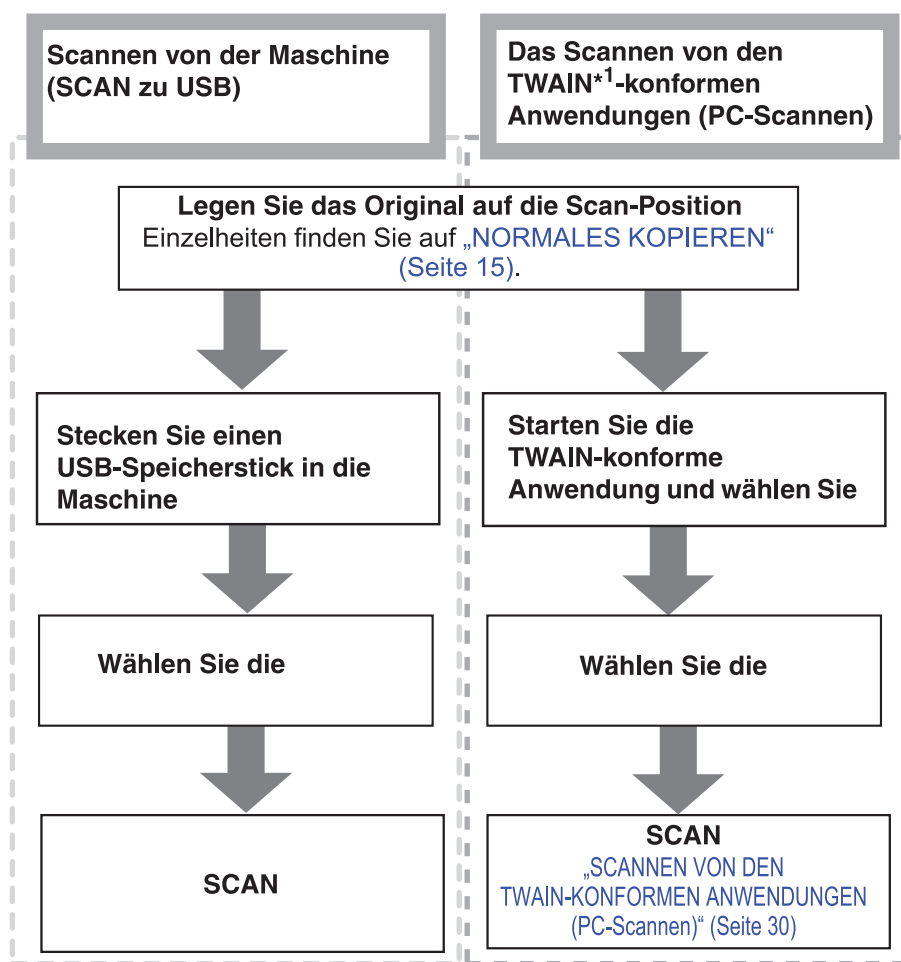 Scannen von der Maschine
(SCAN zu USB)
Das Scannen von den
TWAIN*1-konformen
Anwendungen (PC-Scannen)
Legen Sie das Original auf die Scan-Position
Einzelheiten finden Sie auf „NORMALES KOPIEREN“
(Seite 15).
Stecken Sie einen
USB-Speicherstick in die
Maschine
Starten Sie die
TWAIN-konforme
Anwendung und wählen Sie
Wählen Sie die
Wählen Sie die
SCAN
SCAN
„SCANNEN VON DEN
TWAIN-KONFORMEN ANWENDUNGEN
(PC-Scannen)“ (Seite 30)